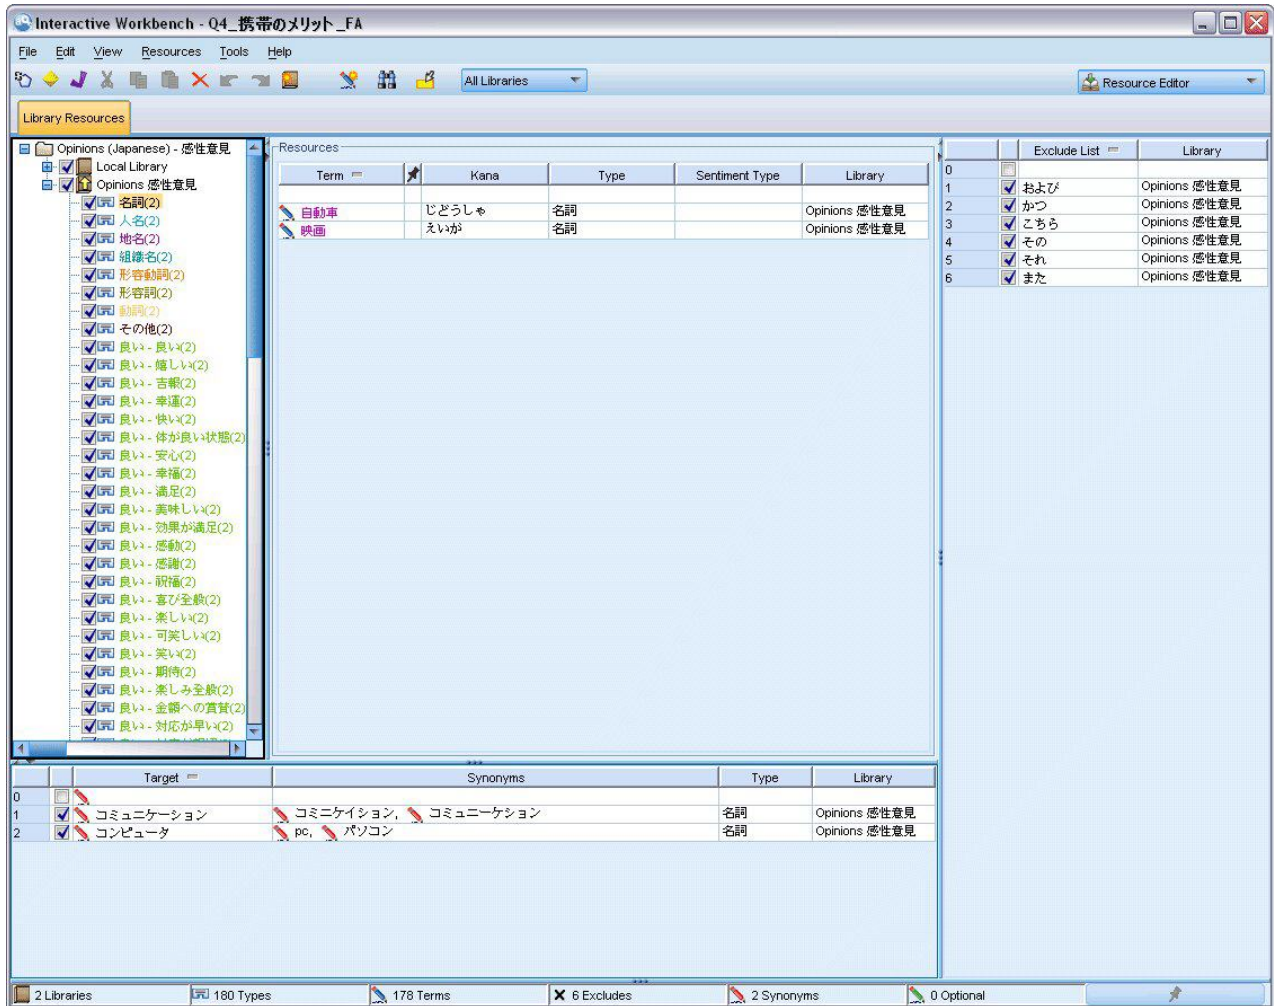 Interactive Workbench - Q4_携帯のメリット_FA
File Edit View Resources Tools Help
All Libraries
Resource Editor
Library Resources
Opinions (Japanese) - 感性意見
Local Library
Opinions 感性意見
名詞(2)
人名(2)
地名(2)
組織名(2)
形容動詞(2)
形容詞(2)
動詞(2)
その他(2)
良い - 良い(2)
良い - 嬉しい(2)
良い - 吉報(2)
良い - 幸運(2)
良い - 快い(2)
良い - 体が良い状態(2)
良い - 安心(2)
良い - 幸福(2)
良い - 満足(2)
良い - 美味しい(2)
良い - 効果が満足(2)
良い - 感動(2)
良い - 感謝(2)
良い - 祝福(2)
良い - 喜び全般(2)
良い - 楽しい(2)
良い - 可笑しい(2)
良い - 笑い(2)
良い - 期待(2)
良い - 楽しみ全般(2)
良い - 金額への賞賛(2)
良い - 対応が早い(2)
Resources
Term Kana Type Sentiment Type Library
自動車 じどうしゃ 名詞 Opinions 感性意見
映画 えいが 名詞 Opinions 感性意見
Exclude List Library
0
1 および Opinions 感性意見
2 かつ Opinions 感性意見
3 こちら Opinions 感性意見
4 その Opinions 感性意見
5 それ Opinions 感性意見
6 また Opinions 感性意見
Target Synonyms Type Library
0
1 コミュニケーション コミニケイション, コミュニーケション 名詞 Opinions 感性意見
2 コンピュータ pc, パソコン 名詞 Opinions 感性意見
2 Libraries 180 Types 178 Terms 6 Excludes 2 Synonyms 0 Optional